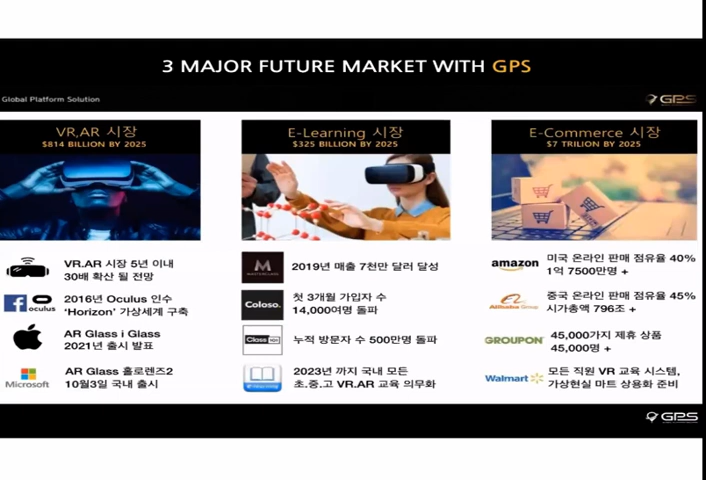 3 MAJOR FUTURE MARKET WITH GPS
Global Platform Solution
GPS
VR,AR 시장
$814 BILLION BY 2025
VR.AR 시장 5년 이내
30배 확산 될 전망
oculus
2016년 Oculus 인수
‘Horizon’ 가상세계 구축
AR Glass i Glass
2021년 출시 발표
Microsoft
AR Glass 홀로렌즈2
10월3일 국내 출시
E-Learning 시장
$325 BILLION BY 2025
M
MASTERCLASS
2019년 매출 7천만 달러 달성
Coloso.
첫 3개월 가입자 수
14,000여명 돌파
Class
누적 방문자 수 500만명 돌파
2023년 까지 국내 모든
초.중.고 VR.AR 교육 의무화
E-Commerce 시장
$7 TRILION BY 2025
amazon
미국 온라인 판매 점유율 40%
1억 7500만명 +
Alibaba Group
중국 온라인 판매 점유율 45%
시가총액 796조 +
GROUPON
45,000가지 제휴 상품
45,000명 +
Walmart
모든 직원 VR 교육 시스템,
가상현실 마트 상용화 준비
GPS